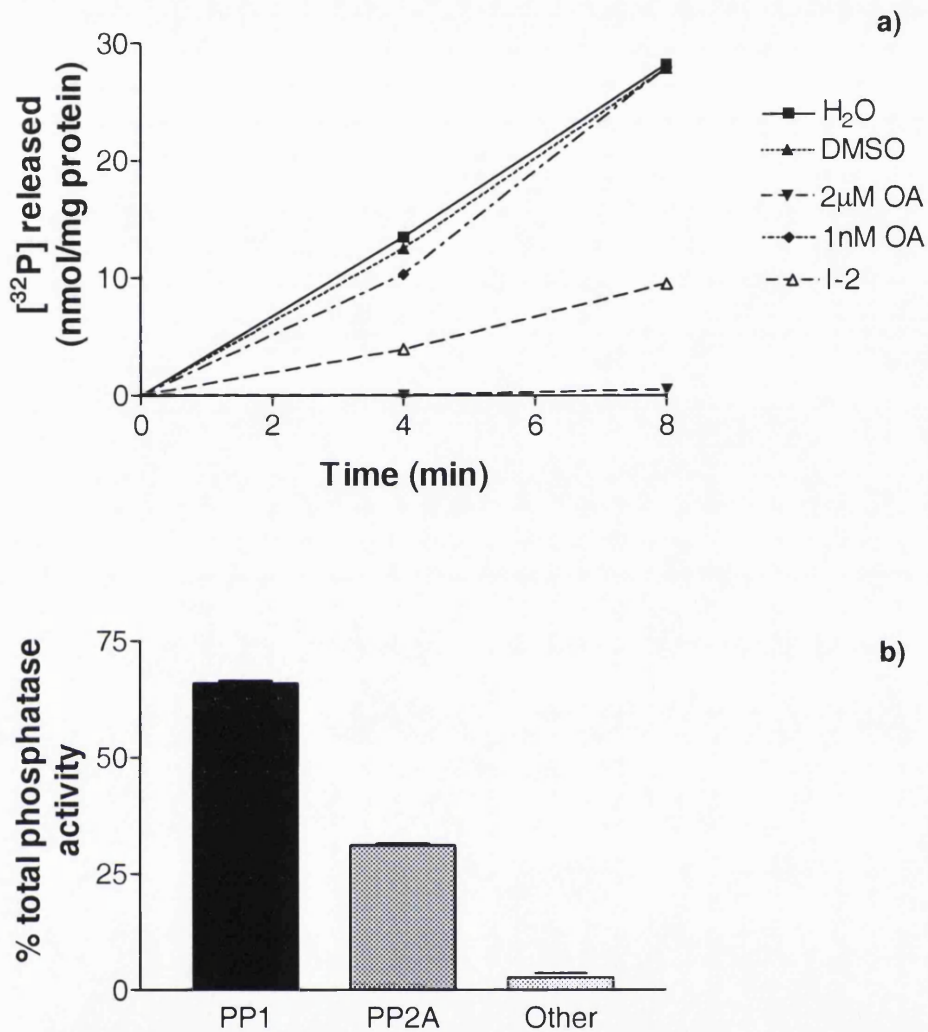 a)
30
20
10
0
[³²P] released
(nmol/mg protein)
0 2 4 6 8
Time (min)
H₂O
DMSO
2µM OA
1nM OA
I-2
b)
75
50
25
0
% total phosphatase
activity
PP1 PP2A Other